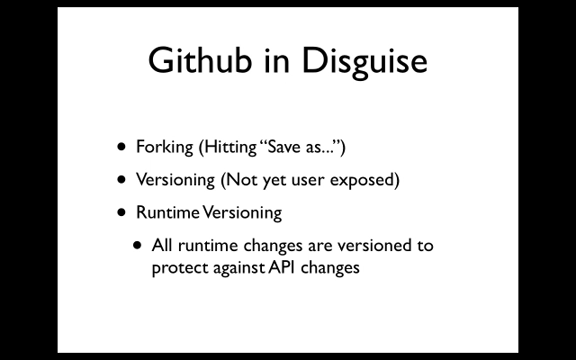 Github in Disguise
• Forking (Hitting “Save as...”)
• Versioning (Not yet user exposed)
• Runtime Versioning
• All runtime changes are versioned to
protect against API changes